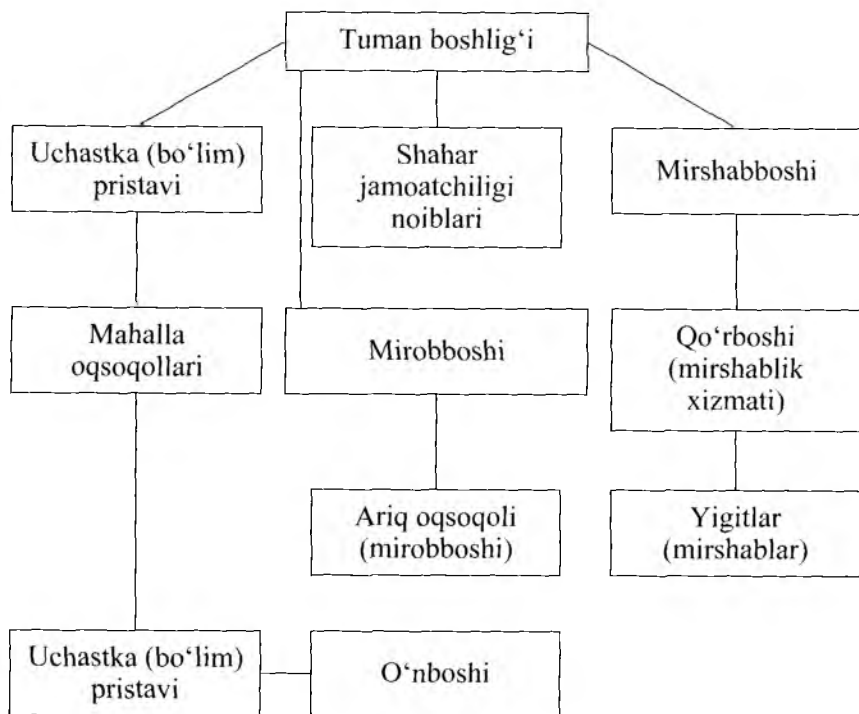 Tuman boshlig‘i
Uchastka (bo‘lim)
pristavi
Shahar
jamoatchiligi
noiblari
Mirshabboshi
Mahalla
oqsoqollari
Mirobboshi
Qo‘rboshi
(mirshablik
xizmati)
Ariq oqsoqoli
(mirobboshi)
Yigitlar
(mirshablar)
Uchastka (bo‘lim)
pristavi
O‘nboshi